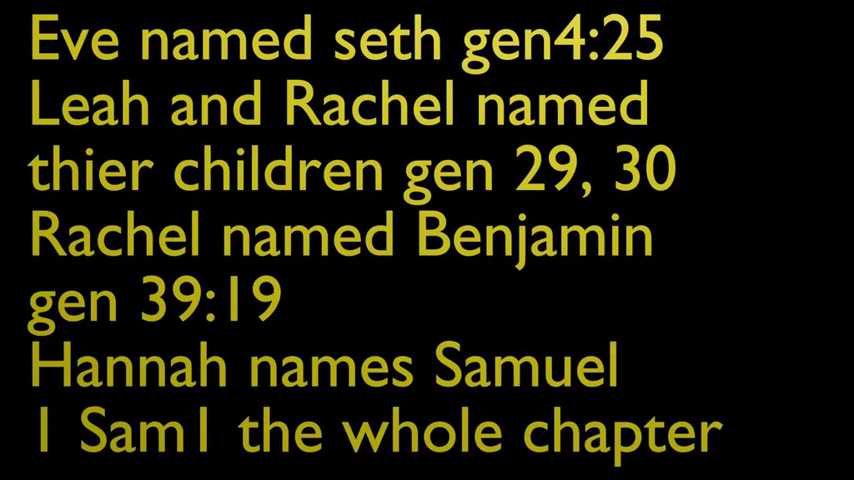 Eve named seth gen4:25
Leah and Rachel named
thier children gen 29, 30
Rachel named Benjamin
gen 39:19
Hannah names Samuel
1 Sam1 the whole chapter